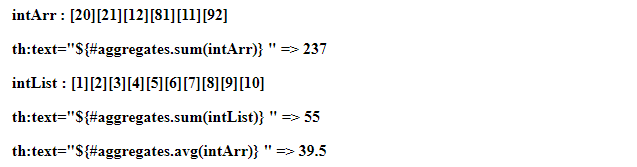 intArr : [20][21][12][81][11][92]
th:text="${#aggregates.sum(intArr)} " => 237
intList : [1][2][3][4][5][6][7][8][9][10]
th:text="${#aggregates.sum(intList)} " => 55
th:text="${#aggregates.avg(intArr)} " => 39.5